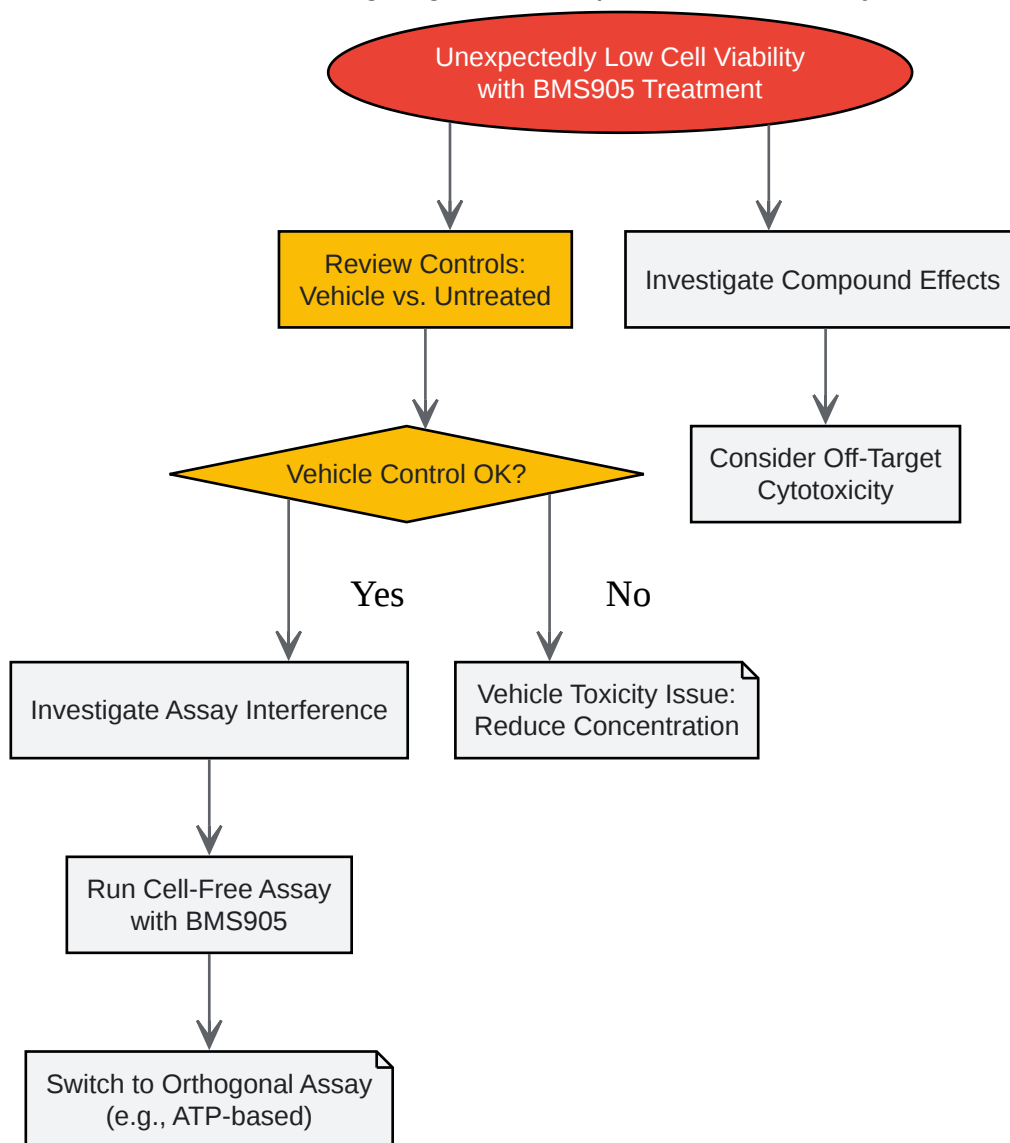 Unexpectedly Low Cell Viability
with BMS905 Treatment
Review Controls:
Vehicle vs. Untreated
Investigate Compound Effects
Vehicle Control OK?
Consider Off-Target
Cytotoxicity
Yes
No
Investigate Assay Interference
Vehicle Toxicity Issue:
Reduce Concentration
Run Cell-Free Assay
with BMS905
Switch to Orthogonal Assay
(e.g., ATP-based)